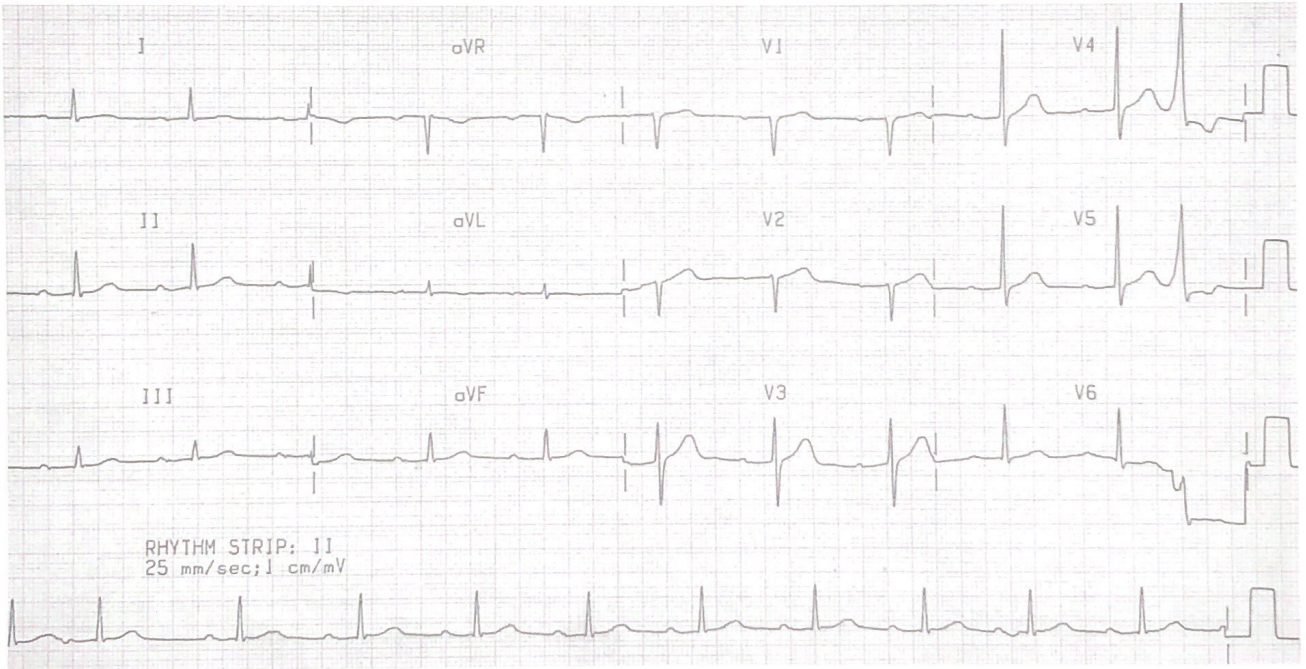 I aVR V1 V4
II aVL V2 V5
III aVF V3 V6
RHYTHM STRIP: II
25 mm/sec;1 cm/mV